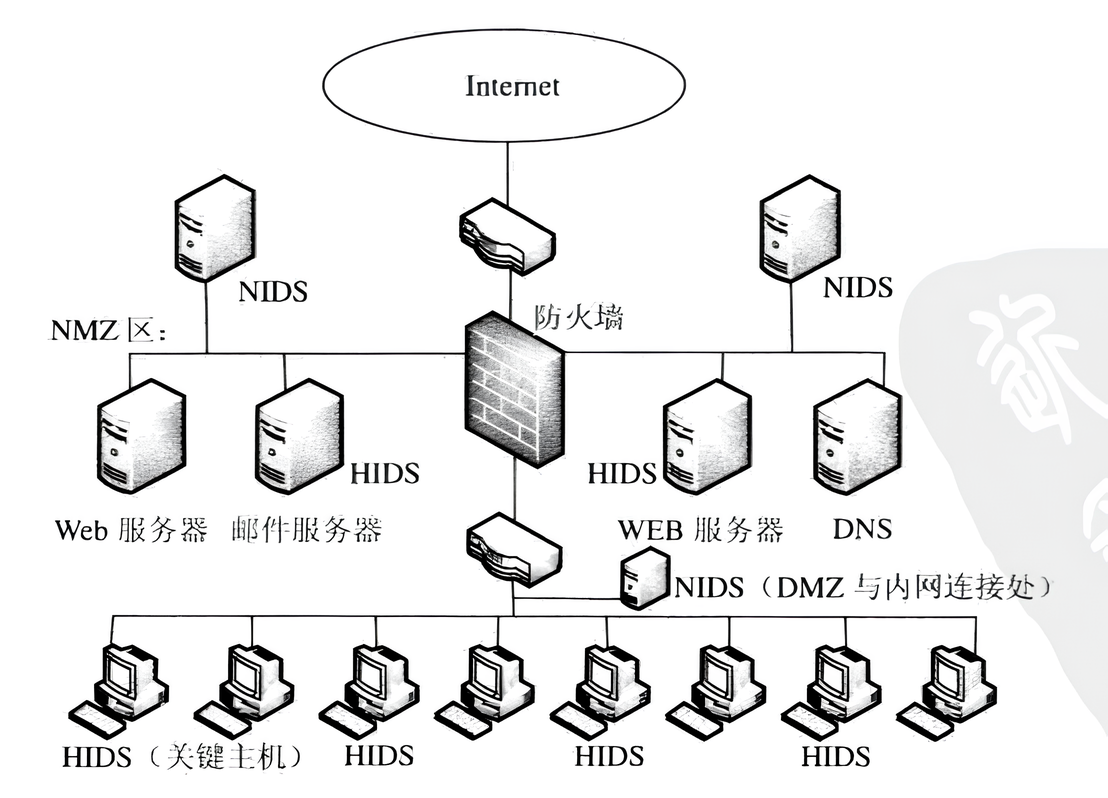 Internet
NIDS
NIDS
防火墙
NMZ 区:
HIDS
HIDS
Web 服务器
邮件服务器
WEB 服务器
DNS
NIDS（DMZ 与内网连接处）
HIDS（关键主机）
HIDS
HIDS
HIDS